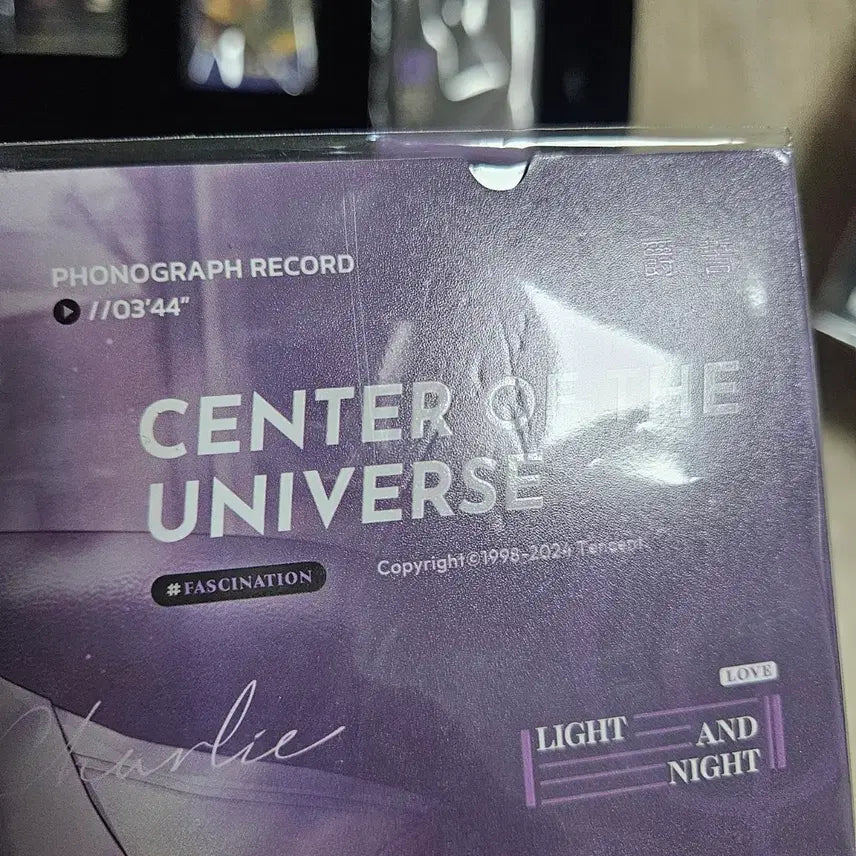 PHONOGRAPH RECORD
//03'44"
CENTER OF THE
UNIVERSE
#FASCINATION
Copyright©1998-2024 Tencent
Charlie
LOVE
LIGHT AND
NIGHT